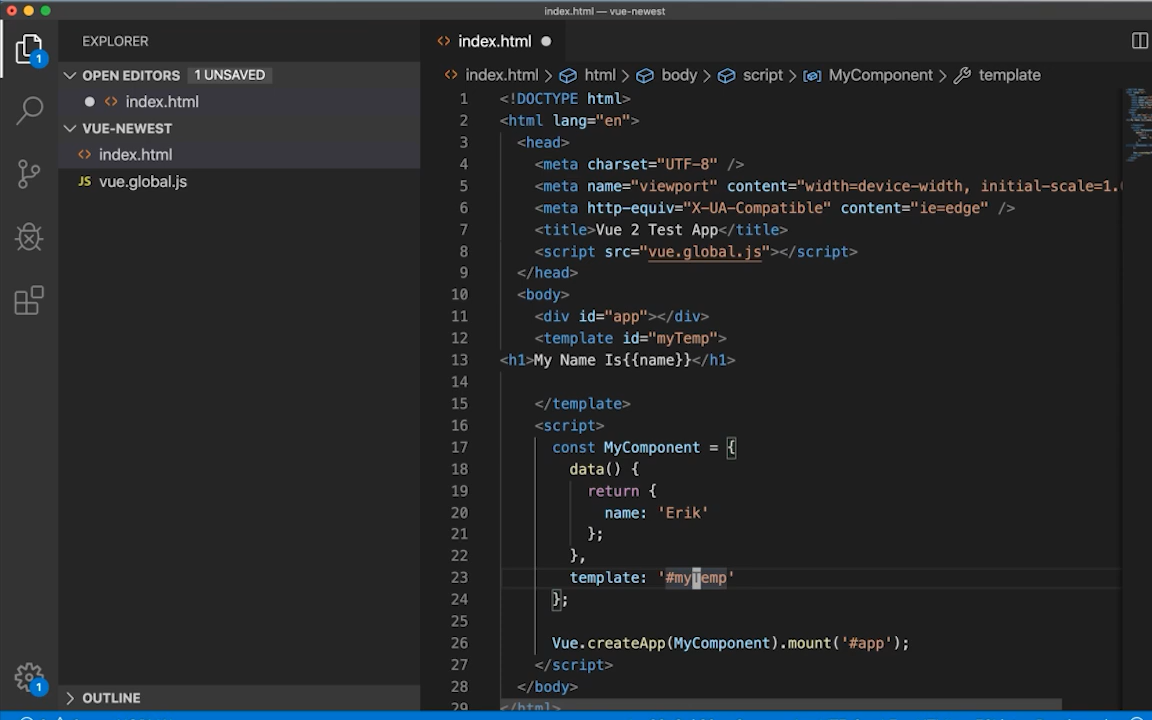 index.html — vue-newest
EXPLORER
OPEN EDITORS 1 UNSAVED
index.html
VUE-NEWEST
index.html
JS vue.global.js
OUTLINE
1
1
index.html
index.html > html > body > script > MyComponent > template
1 <!DOCTYPE html>
2 <html lang="en">
3 <head>
4 <meta charset="UTF-8" />
5 <meta name="viewport" content="width=device-width, initial-scale=1.
6 <meta http-equiv="X-UA-Compatible" content="ie=edge" />
7 <title>Vue 2 Test App</title>
8 <script src="vue.global.js"></script>
9 </head>
10 <body>
11 <div id="app"></div>
12 <template id="myTemp">
13 <h1>My Name Is{{name}}</h1>
14
15 </template>
16 <script>
17 const MyComponent = {
18 data() {
19 return {
20 name: 'Erik'
21 };
22 },
23 template: '#myTemp'
24 };
25
26 Vue.createApp(MyComponent).mount('#app');
27 </script>
28 </body>
29 </html>